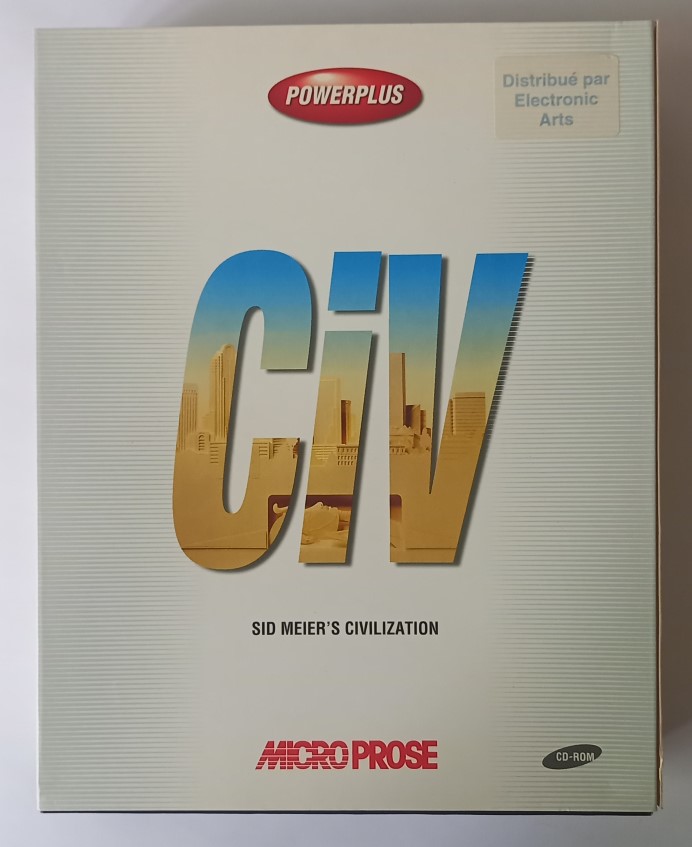 POWERPLUS
Distribué par
Electronic
Arts
CiV
SID MEIER'S CIVILIZATION
MICROPROSE
CD-ROM